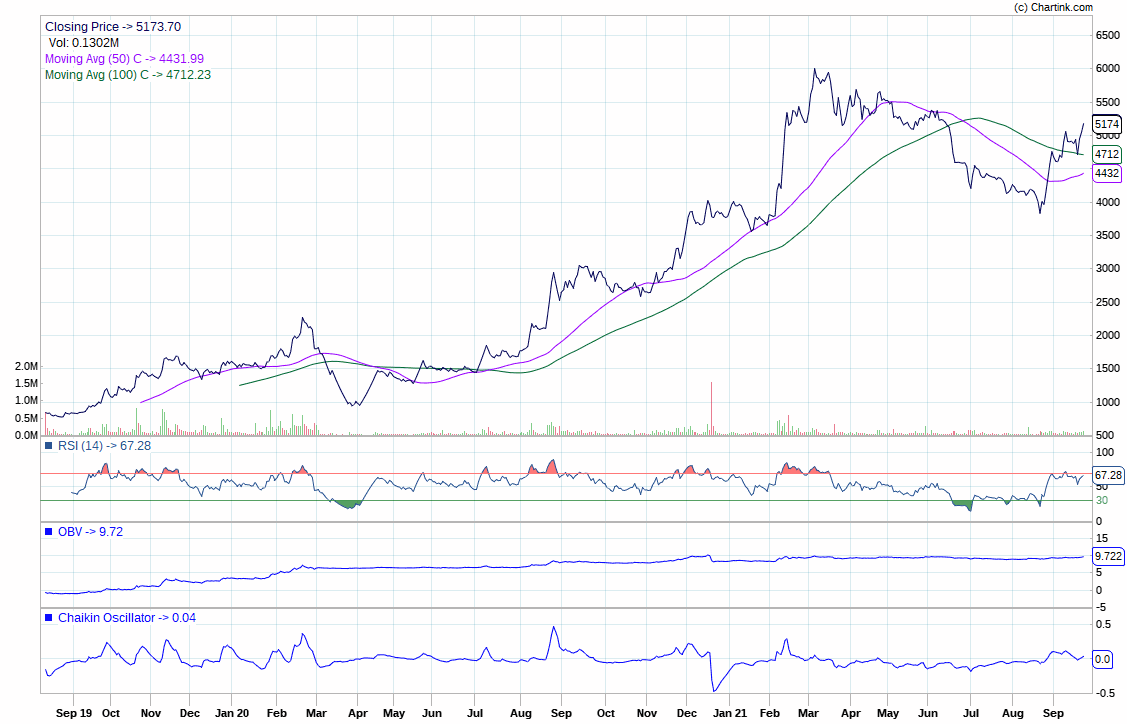 (c) Chartink.com
Closing Price -> 5173.70
Vol: 0.1302M
Moving Avg (50) C -> 4431.99
Moving Avg (100) C -> 4712.23
6500
6000
5500
5174
5000
4712
4432
4000
3500
3000
2500
2000
1500
1000
500
2.0M
1.5M
1.0M
0.5M
0.0M
RSI (14) -> 67.28
100
67.28
50
30
0
OBV -> 9.72
15
9.722
5
0
-5
Chaikin Oscillator -> 0.04
0.5
0.0
-0.5
Sep 19 Oct Nov Dec Jan 20 Feb Mar Apr May Jun Jul Aug Sep Oct Nov Dec Jan 21 Feb Mar Apr May Jun Jul Aug Sep